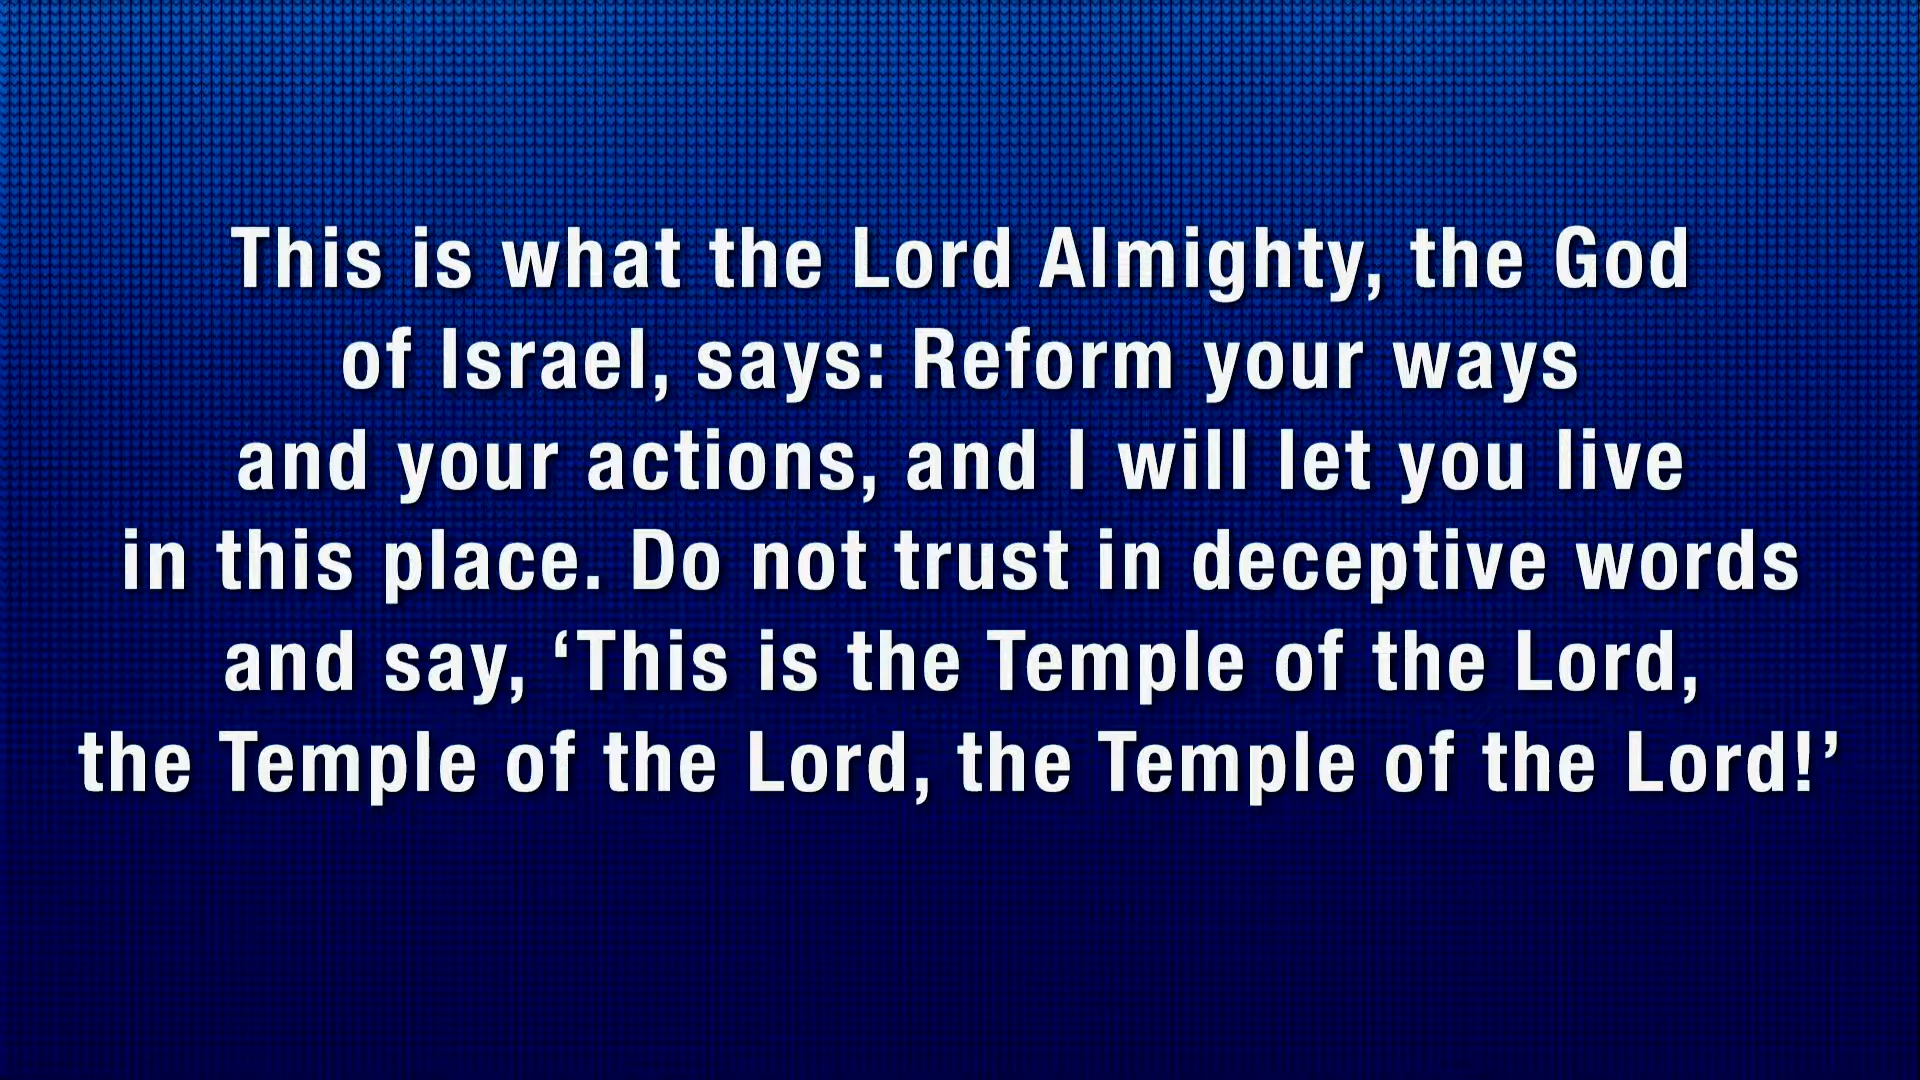 This is what the Lord Almighty, the God
of Israel, says: Reform your ways
and your actions, and I will let you live
in this place. Do not trust in deceptive words
and say, ‘This is the Temple of the Lord,
the Temple of the Lord, the Temple of the Lord!’